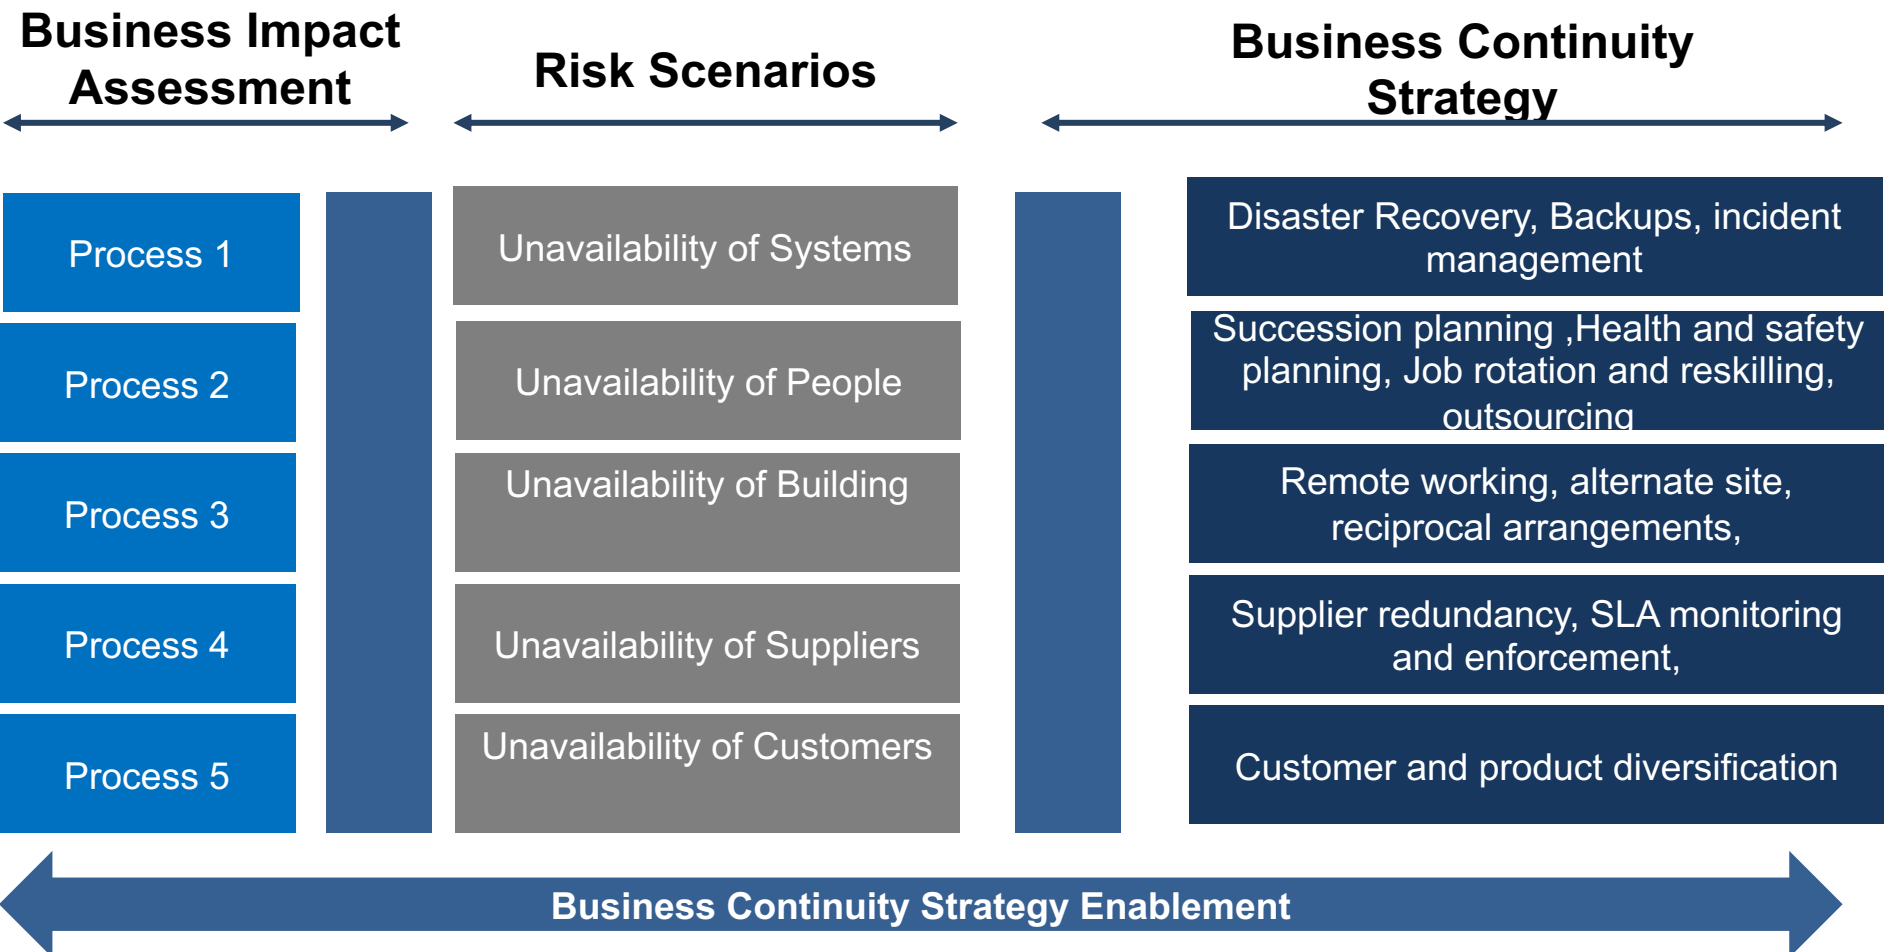 Business Impact
Assessment
Risk Scenarios
Business Continuity
Strategy
Process 1
Unavailability of Systems
Disaster Recovery, Backups, incident
management
Process 2
Unavailability of People
Succession planning ,Health and safety
planning, Job rotation and reskilling,
outsourcing
Process 3
Unavailability of Building
Remote working, alternate site,
reciprocal arrangements,
Process 4
Unavailability of Suppliers
Supplier redundancy, SLA monitoring
and enforcement,
Process 5
Unavailability of Customers
Customer and product diversification
Business Continuity Strategy Enablement